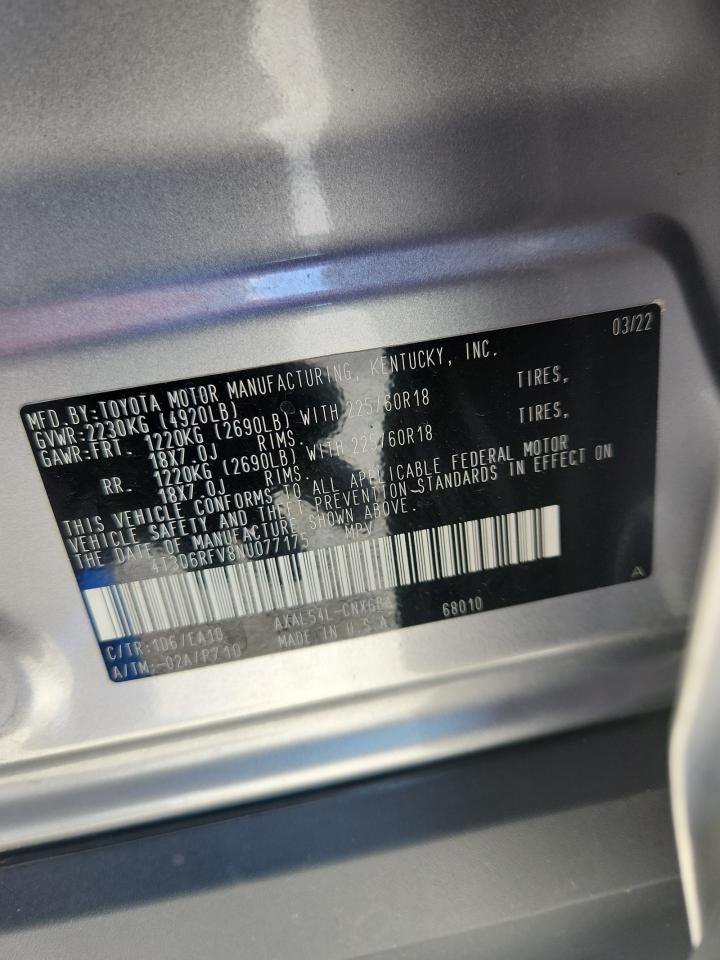 03/22
MFD.BY:TOYOTA MOTOR MANUFACTURING, KENTUCKY, INC.
GVWR:2230KG (4920LB)
GAWR:FRT. 1220KG (2690LB) WITH 225/60R18 TIRES,
18X7.0J RIMS.
RR. 1220KG (2690LB) WITH 225/60R18 TIRES,
18X7.0J RIMS.
THIS VEHICLE CONFORMS TO ALL APPLICABLE FEDERAL MOTOR
VEHICLE SAFETY AND THEFT PREVENTION STANDARDS IN EFFECT ON
THE DATE OF MANUFACTURE SHOWN ABOVE.
4T3D6RFV8NU077175 MPV
C/TR:1D6/EA10 AXAL54L-CNXGB 68010
A/TM:-02A/P710 MADE IN U.S.A. A